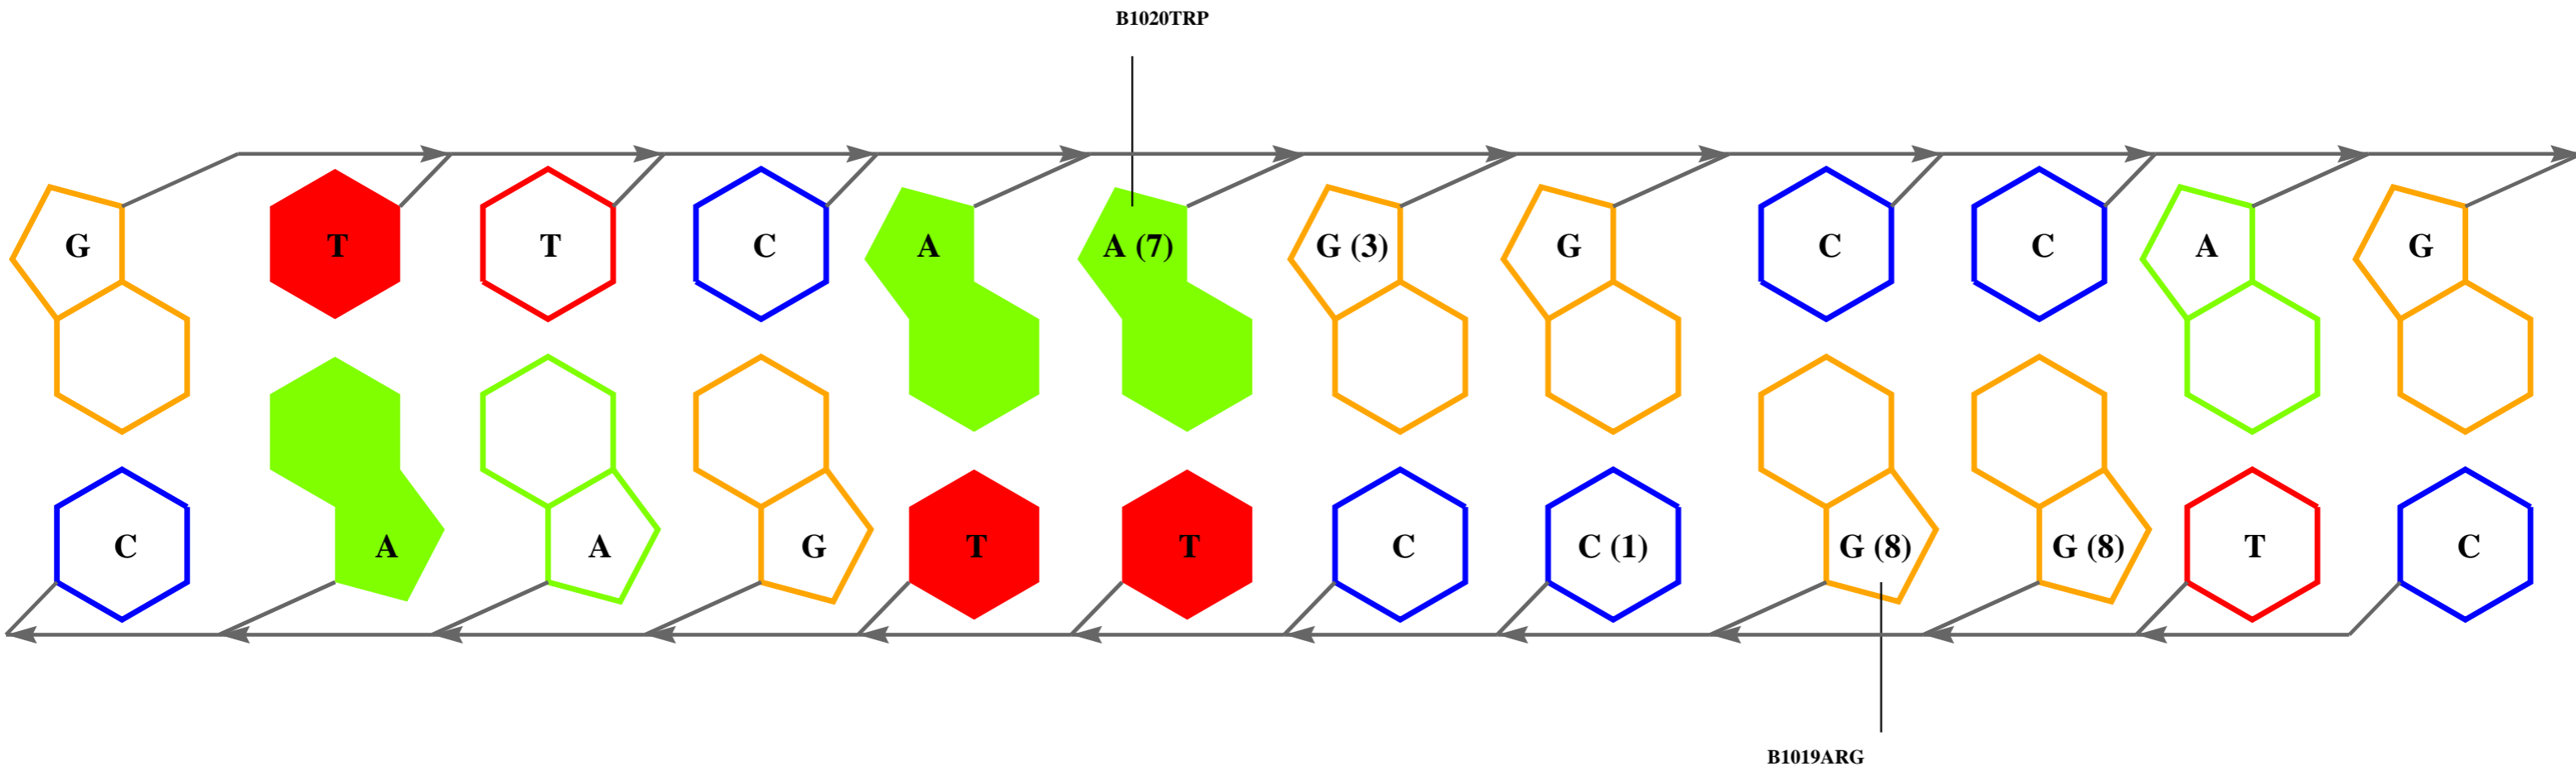 B1020TRP
G T T C A A (7) G (3) G C C A G
C A A G T T C C (1) G (8) G (8) T C
B1019ARG